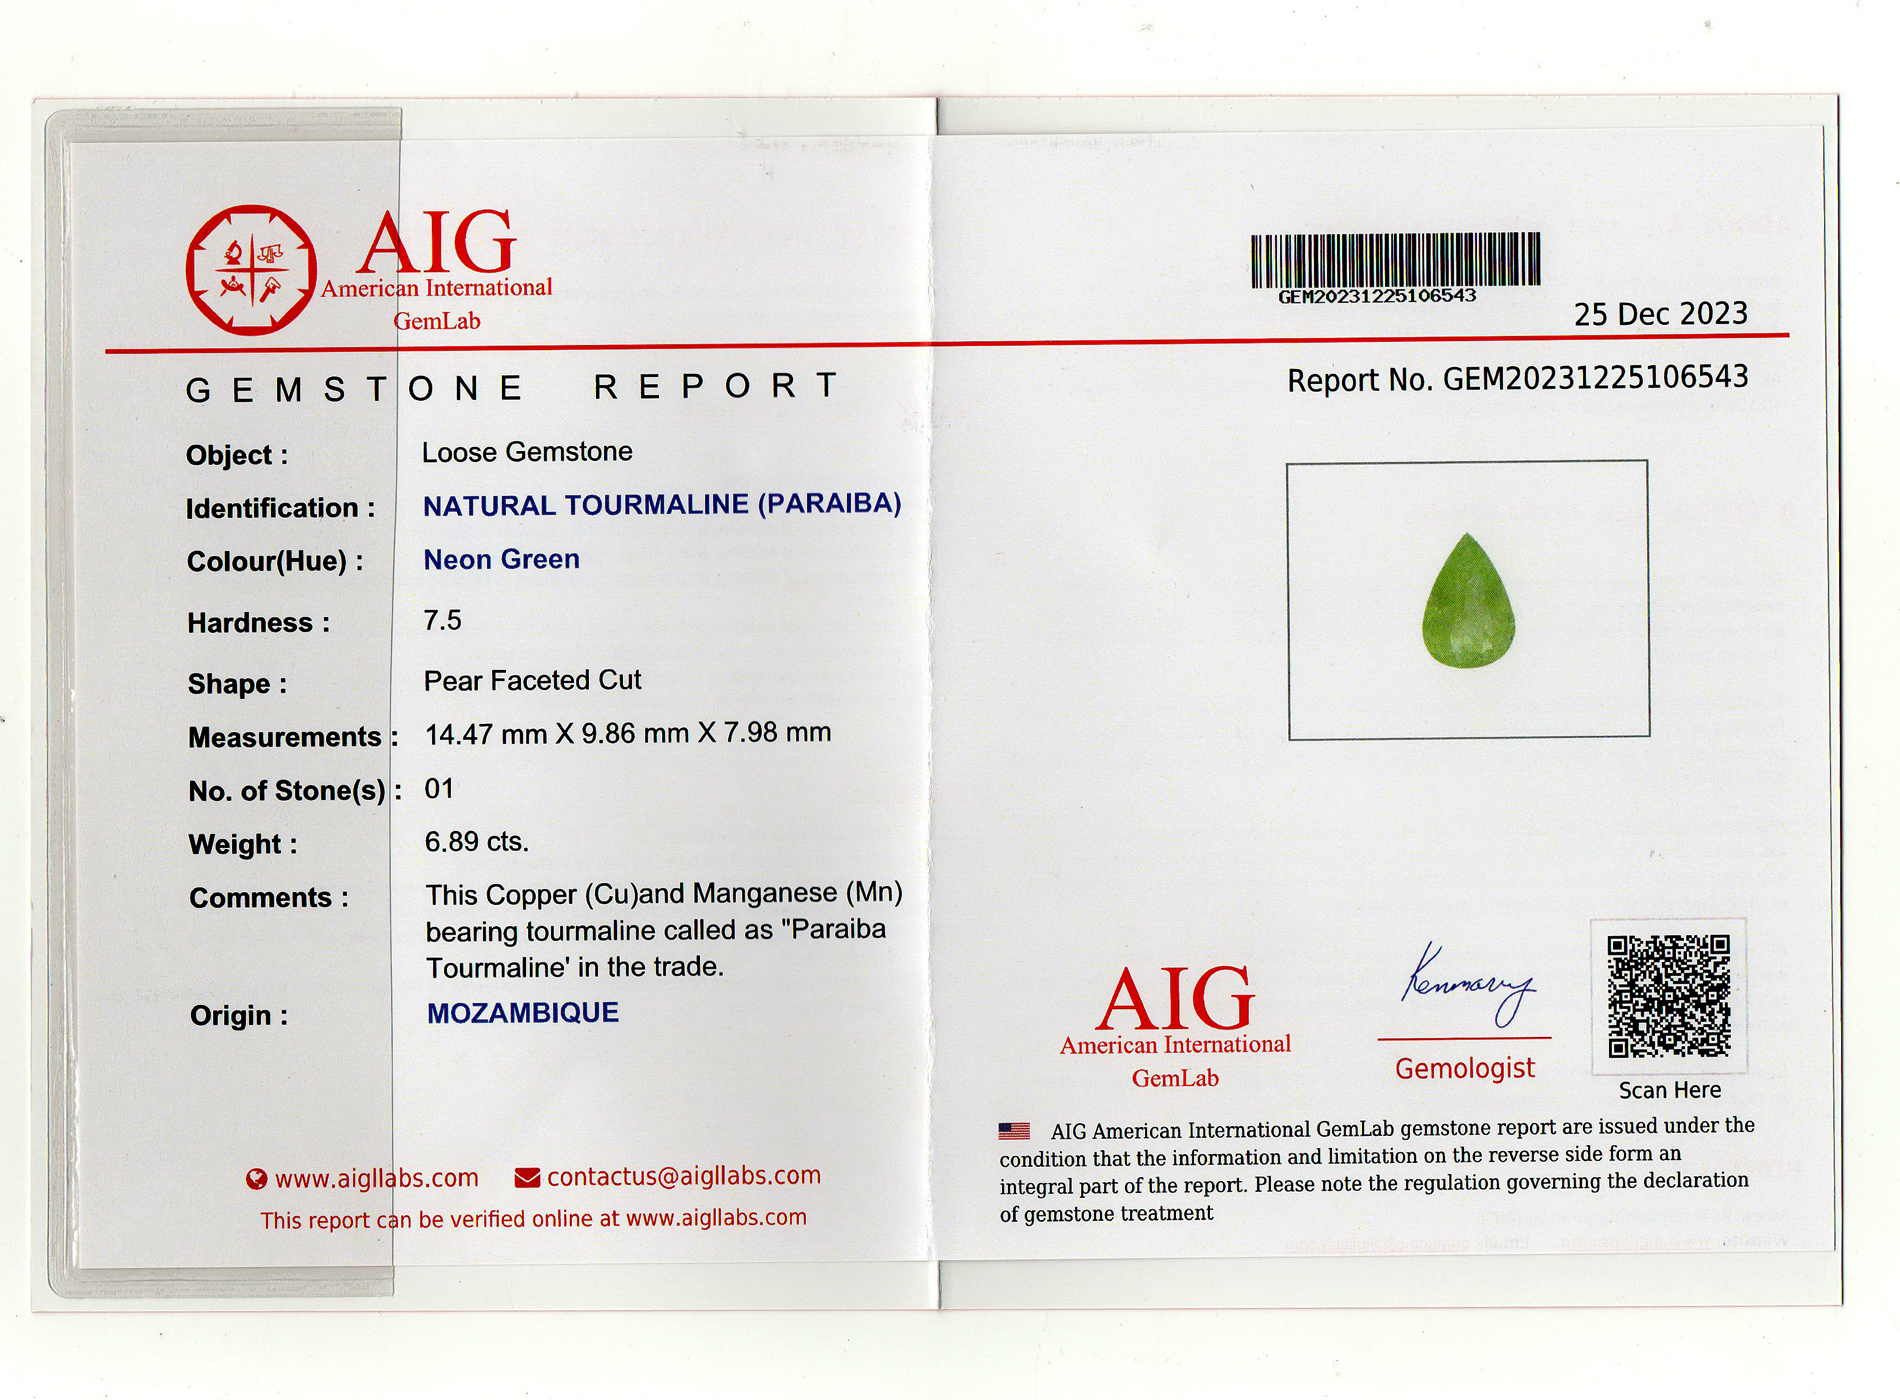 AIG
American International
GemLab
GEM20231225106543
25 Dec 2023
GEMSTONE REPORT
Report No. GEM20231225106543
Object : Loose Gemstone
Identification : NATURAL TOURMALINE (PARAIBA)
Colour(Hue) : Neon Green
Hardness : 7.5
Shape : Pear Faceted Cut
Measurements : 14.47 mm X 9.86 mm X 7.98 mm
No. of Stone(s) : 01
Weight : 6.89 cts.
Comments : This Copper (Cu)and Manganese (Mn)
bearing tourmaline called as "Paraiba
Tourmaline' in the trade.
Origin : MOZAMBIQUE
www.aigllabs.com contactus@aigllabs.com
This report can be verified online at www.aigllabs.com
AIG
American International
GemLab
Kenmarry
Gemologist
Scan Here
AIG American International GemLab gemstone report are issued under the
condition that the information and limitation on the reverse side form an
integral part of the report. Please note the regulation governing the declaration
of gemstone treatment